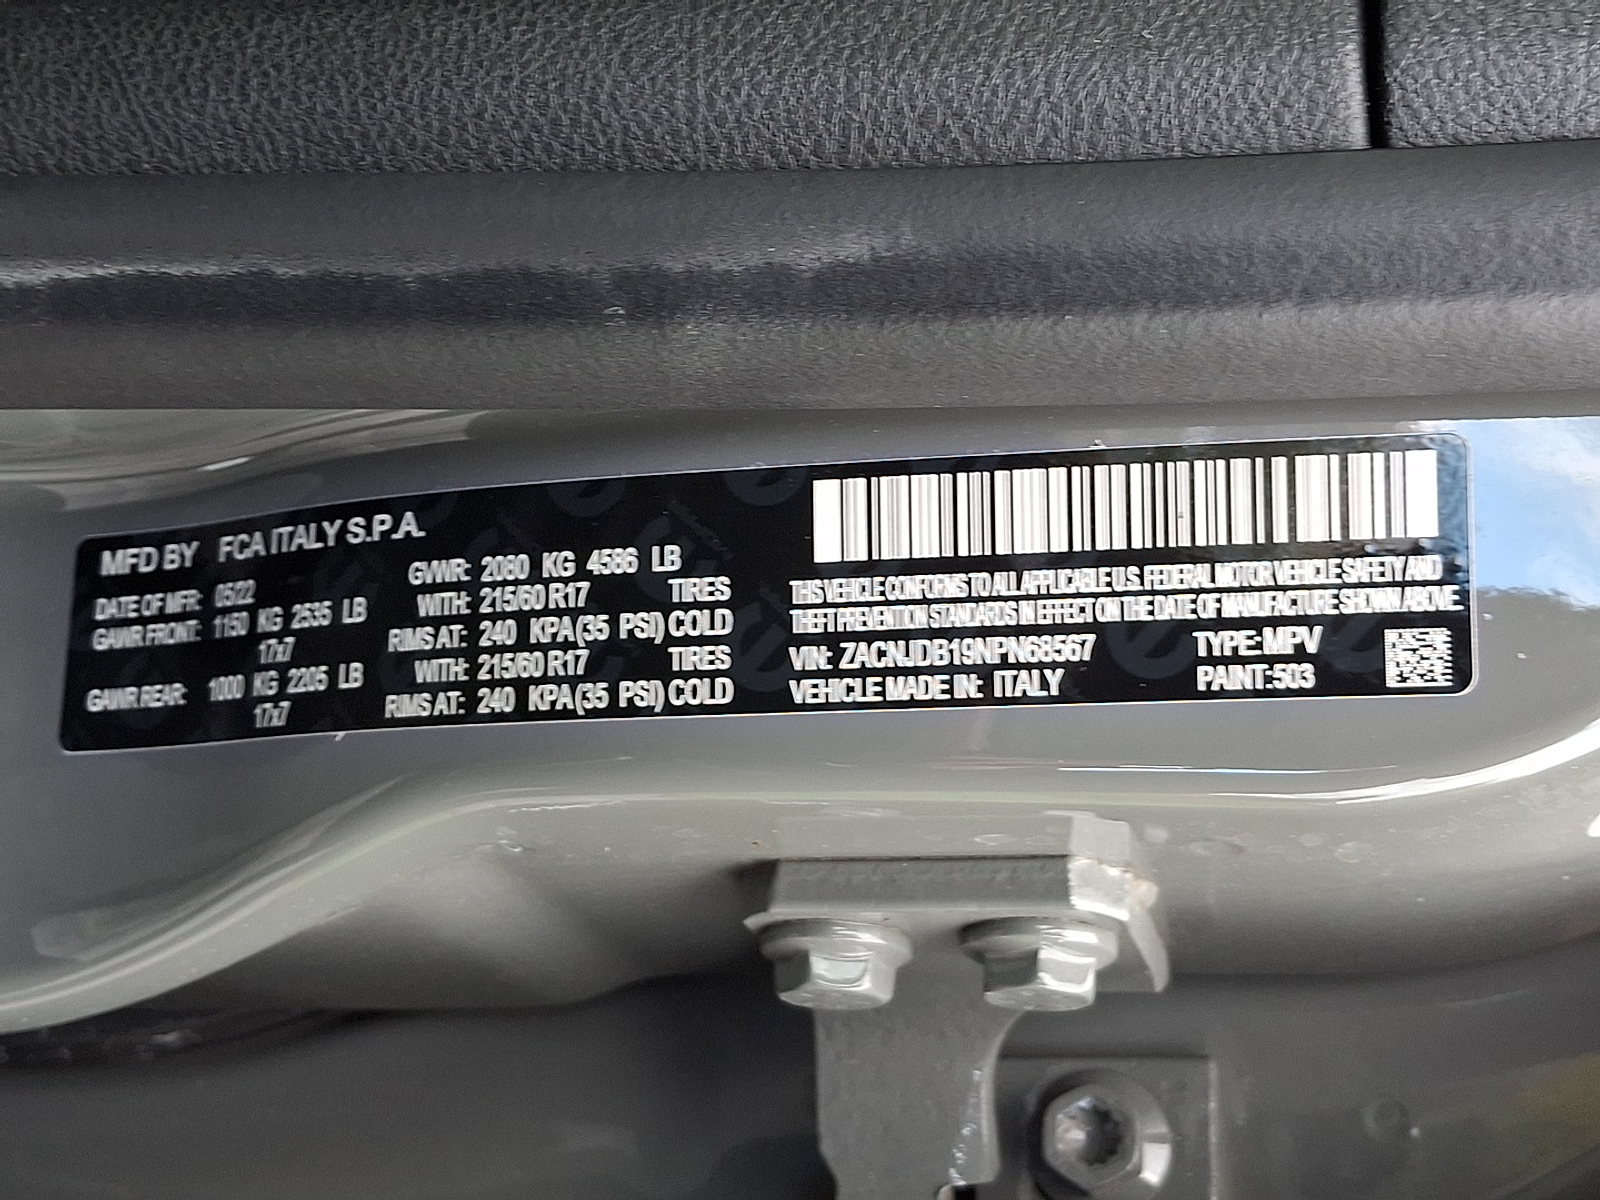 MFD BY FCA ITALY S.P.A.
DATE OF MFR: 05/22 GVWR: 2080 KG 4586 LB
GAWR FRONT: 1150 KG 2535 LB WITH: 215/60 R17 TIRES
17x7 RIMS AT: 240 KPA (35 PSI) COLD
GAWR REAR: 1000 KG 2205 LB WITH: 215/60 R17 TIRES
17x7 RIMS AT: 240 KPA (35 PSI) COLD
THIS VEHICLE CONFORMS TO ALL APPLICABLE U.S. FEDERAL MOTOR VEHICLE SAFETY AND
THEFT PREVENTION STANDARDS IN EFFECT ON THE DATE OF MANUFACTURE SHOWN ABOVE.
VIN: ZACNJDB19NPN68567 TYPE: MPV
VEHICLE MADE IN: ITALY PAINT: 503